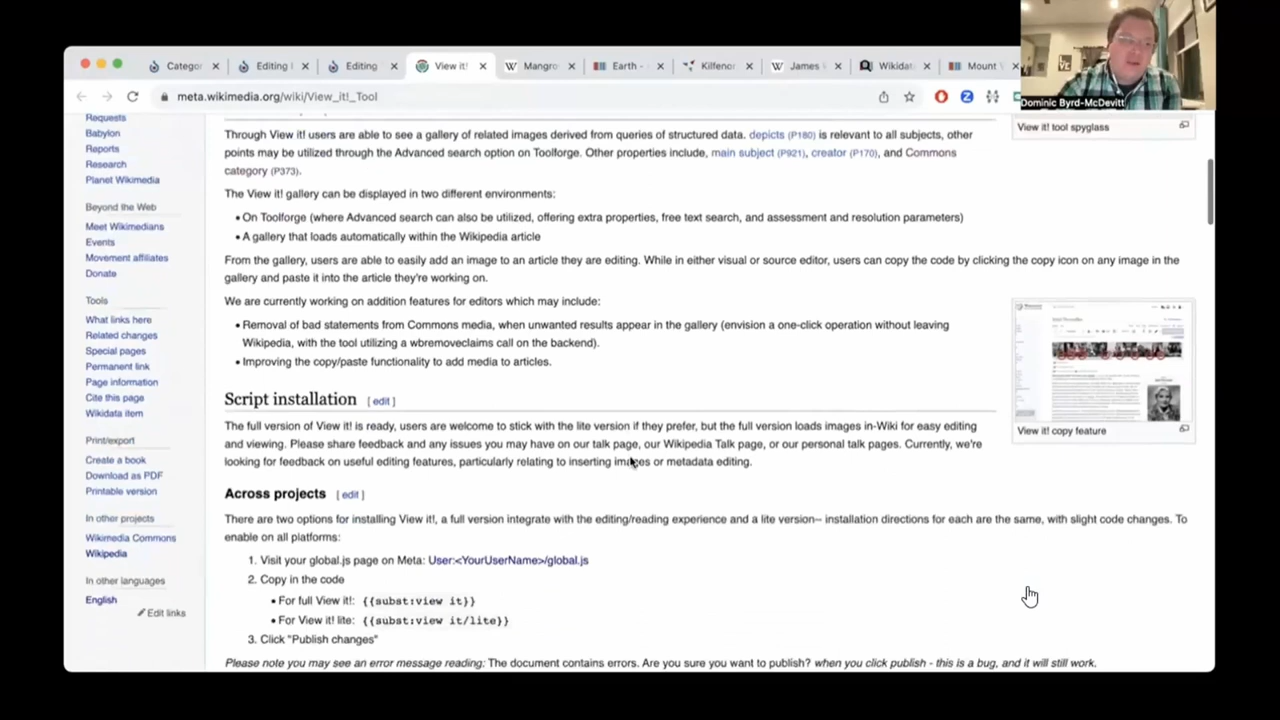 Categor
Editing
Editing
View it!
Mangro
Earth -
Kilfenor
James
Wikidat
Mount
meta.wikimedia.org/wiki/View_it!_Tool
Dominic Byrd-McDevitt
Requests
Babylon
Reports
Research
Planet Wikimedia
Beyond the Web
Meet Wikimedians
Events
Movement affiliates
Donate
Tools
What links here
Related changes
Special pages
Permanent link
Page information
Cite this page
Wikidata item
Print/export
Create a book
Download as PDF
Printable version
In other projects
Wikimedia Commons
Wikipedia
In other languages
English
Edit links
Through View it! users are able to see a gallery of related images derived from queries of structured data. depicts (P180) is relevant to all subjects, other
points may be utilized through the Advanced search option on Toolforge. Other properties include, main subject (P921), creator (P170), and Commons
category (P373).
The View it! gallery can be displayed in two different environments:
• On Toolforge (where Advanced search can also be utilized, offering extra properties, free text search, and assessment and resolution parameters)
• A gallery that loads automatically within the Wikipedia article
From the gallery, users are able to easily add an image to an article they are editing. While in either visual or source editor, users can copy the code by clicking the copy icon on any image in the
gallery and paste it into the article they're working on.
We are currently working on addition features for editors which may include:
• Removal of bad statements from Commons media, when unwanted results appear in the gallery (envision a one-click operation without leaving
Wikipedia, with the tool utilizing a wbremoveclaims call on the backend).
• Improving the copy/paste functionality to add media to articles.
Script installation [ edit ]
The full version of View it! is ready, users are welcome to stick with the lite version if they prefer, but the full version loads images in-Wiki for easy editing
and viewing. Please share feedback and any issues you may have on our talk page, our Wikipedia Talk page, or our personal talk pages. Currently, we're
looking for feedback on useful editing features, particularly relating to inserting images or metadata editing.
Across projects [ edit ]
There are two options for installing View it!, a full version integrate with the editing/reading experience and a lite version-- installation directions for each are the same, with slight code changes. To
enable on all platforms:
1. Visit your global.js page on Meta: User:<YourUserName>/global.js
2. Copy in the code
• For full View it!: {{subst:view it}}
• For View it! lite: {{subst:view it/lite}}
3. Click "Publish changes"
Please note you may see an error message reading: The document contains errors. Are you sure you want to publish? when you click publish - this is a bug, and it will still work.
View it! tool spyglass
View it! copy feature